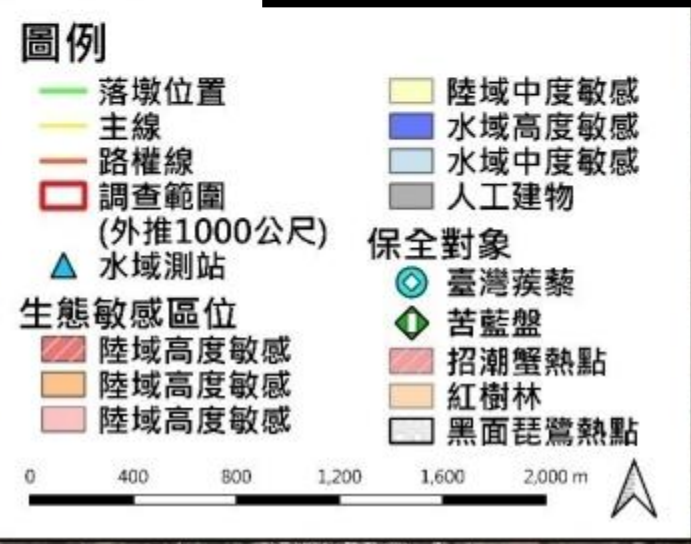 圖例
落墩位置
主線
路權線
調查範圍
(外推1000公尺)
水域測站
生態敏感區位
陸域高度敏感
陸域高度敏感
陸域高度敏感
陸域中度敏感
水域高度敏感
水域中度敏感
人工建物
保全對象
臺灣蒺藜
苦藍盤
招潮蟹熱點
紅樹林
黑面琵鷺熱點
0 400 800 1,200 1,600 2,000 m